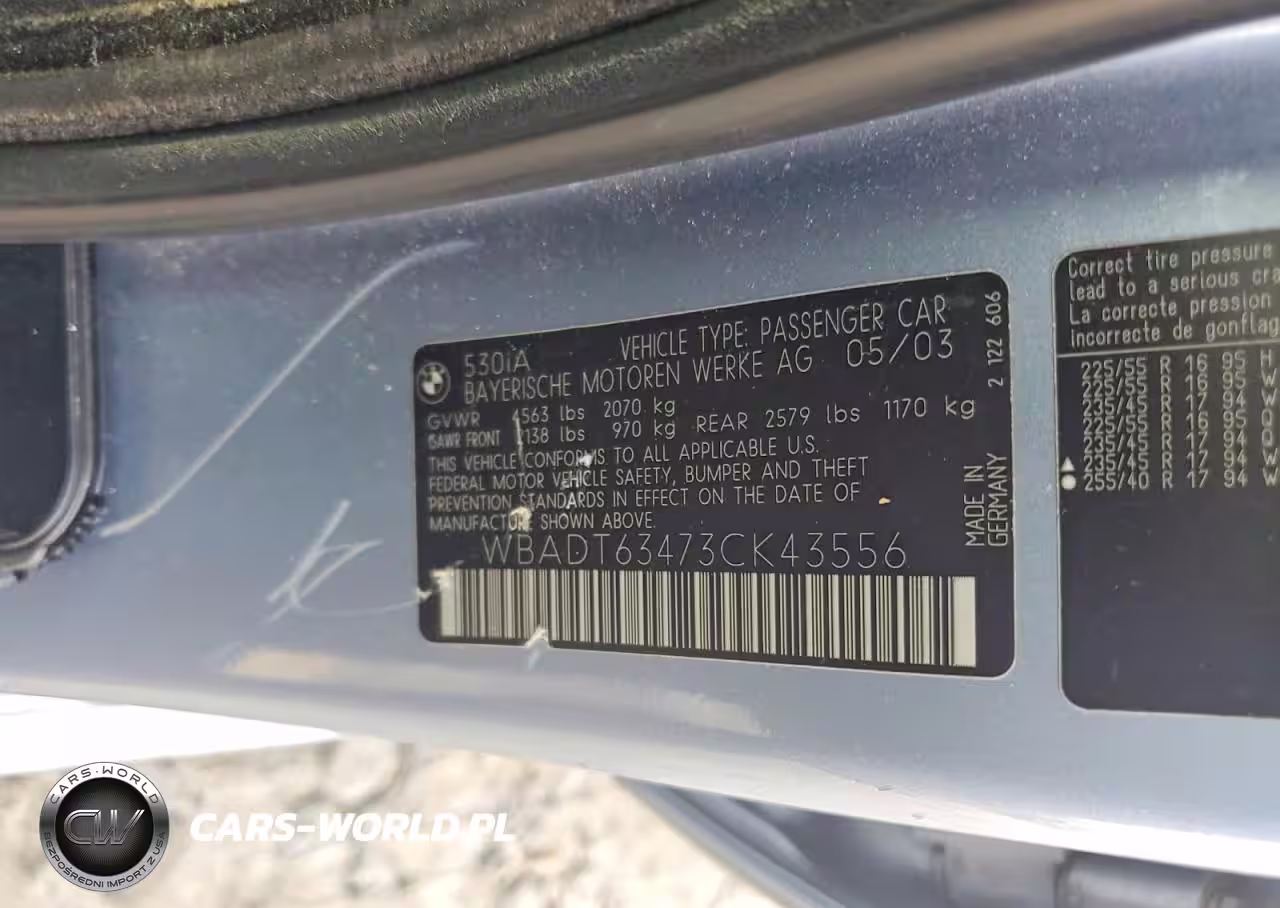 530iA VEHICLE TYPE: PASSENGER CAR
BAYERISCHE MOTOREN WERKE AG 05/03
GVWR 4563 lbs 2070 kg
GAWR FRONT 2138 lbs 970 kg REAR 2579 lbs 1170 kg
THIS VEHICLE CONFORMS TO ALL APPLICABLE U.S.
FEDERAL MOTOR VEHICLE SAFETY, BUMPER AND THEFT
PREVENTION STANDARDS IN EFFECT ON THE DATE OF
MANUFACTURE SHOWN ABOVE.
WBADT63473CK43556
2 122 606
MADE IN
GERMANY
Correct tire pressure
lead to a serious cra
La correcte pression
incorrecte de gonflag
225/55 R 16 95 H
225/55 R 16 95 W
235/45 R 17 94 W
225/55 R 16 95 Q
235/45 R 17 94 Q
235/45 R 17 94 W
255/40 R 17 94 W
CARS-WORLD
CW
BEZPOŚREDNI IMPORT Z USA
CARS-WORLD.PL